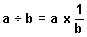 a ÷ b = a x 1/b